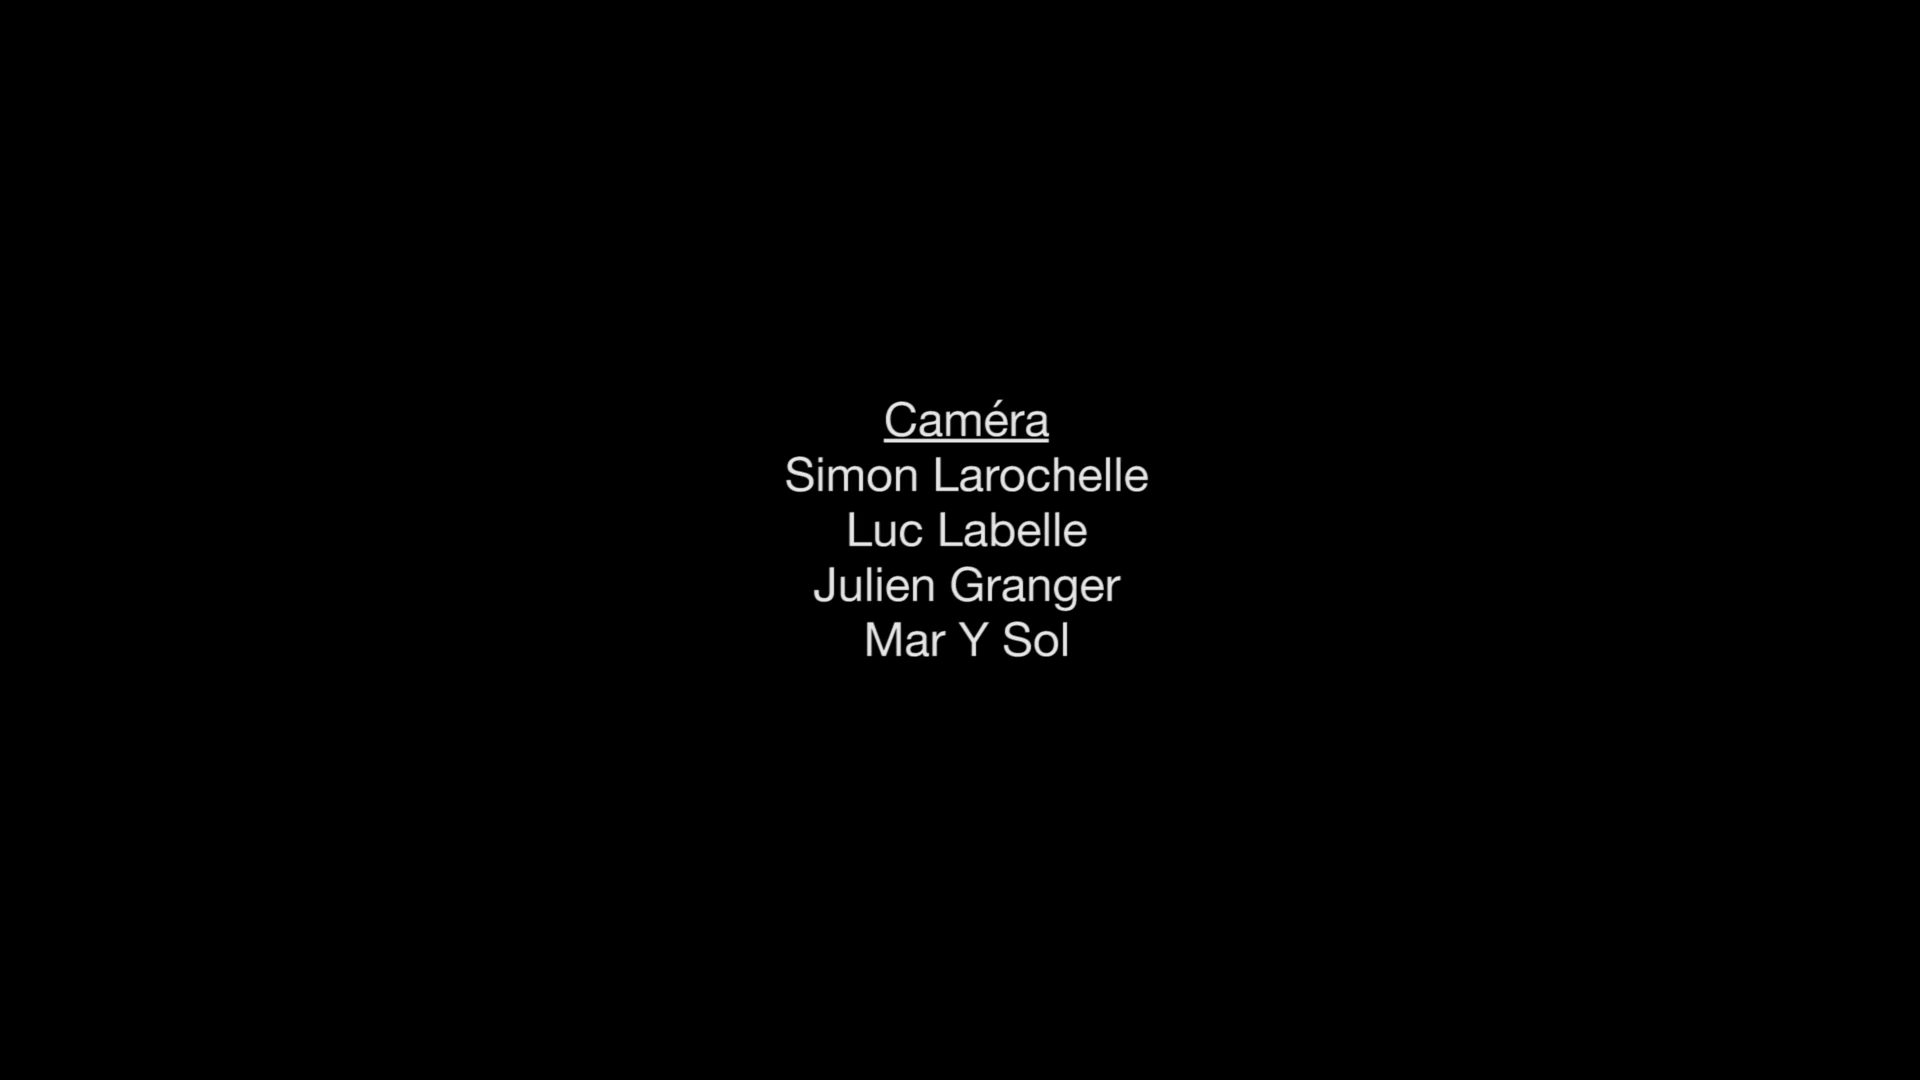 Caméra
Simon Larochelle
Luc Labelle
Julien Granger
Mar Y Sol